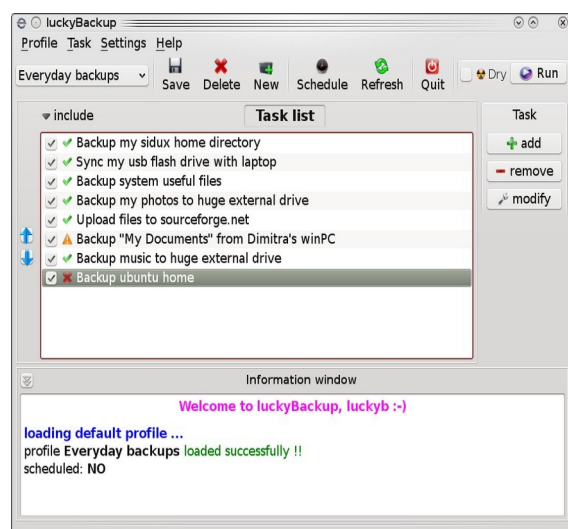 luckyBackup
Profile Task Settings Help
Everyday backups Save Delete New Schedule Refresh Quit Dry Run
include Task list Task
Backup my sidux home directory
Sync my usb flash drive with laptop
Backup system useful files
Backup my photos to huge external drive
Upload files to sourceforge.net
Backup "My Documents" from Dimitra's winPC
Backup music to huge external drive
Backup ubuntu home
add
remove
modify
Information window
Welcome to luckyBackup, luckyb :-)
loading default profile ...
profile Everyday backups loaded successfully !!
scheduled: NO